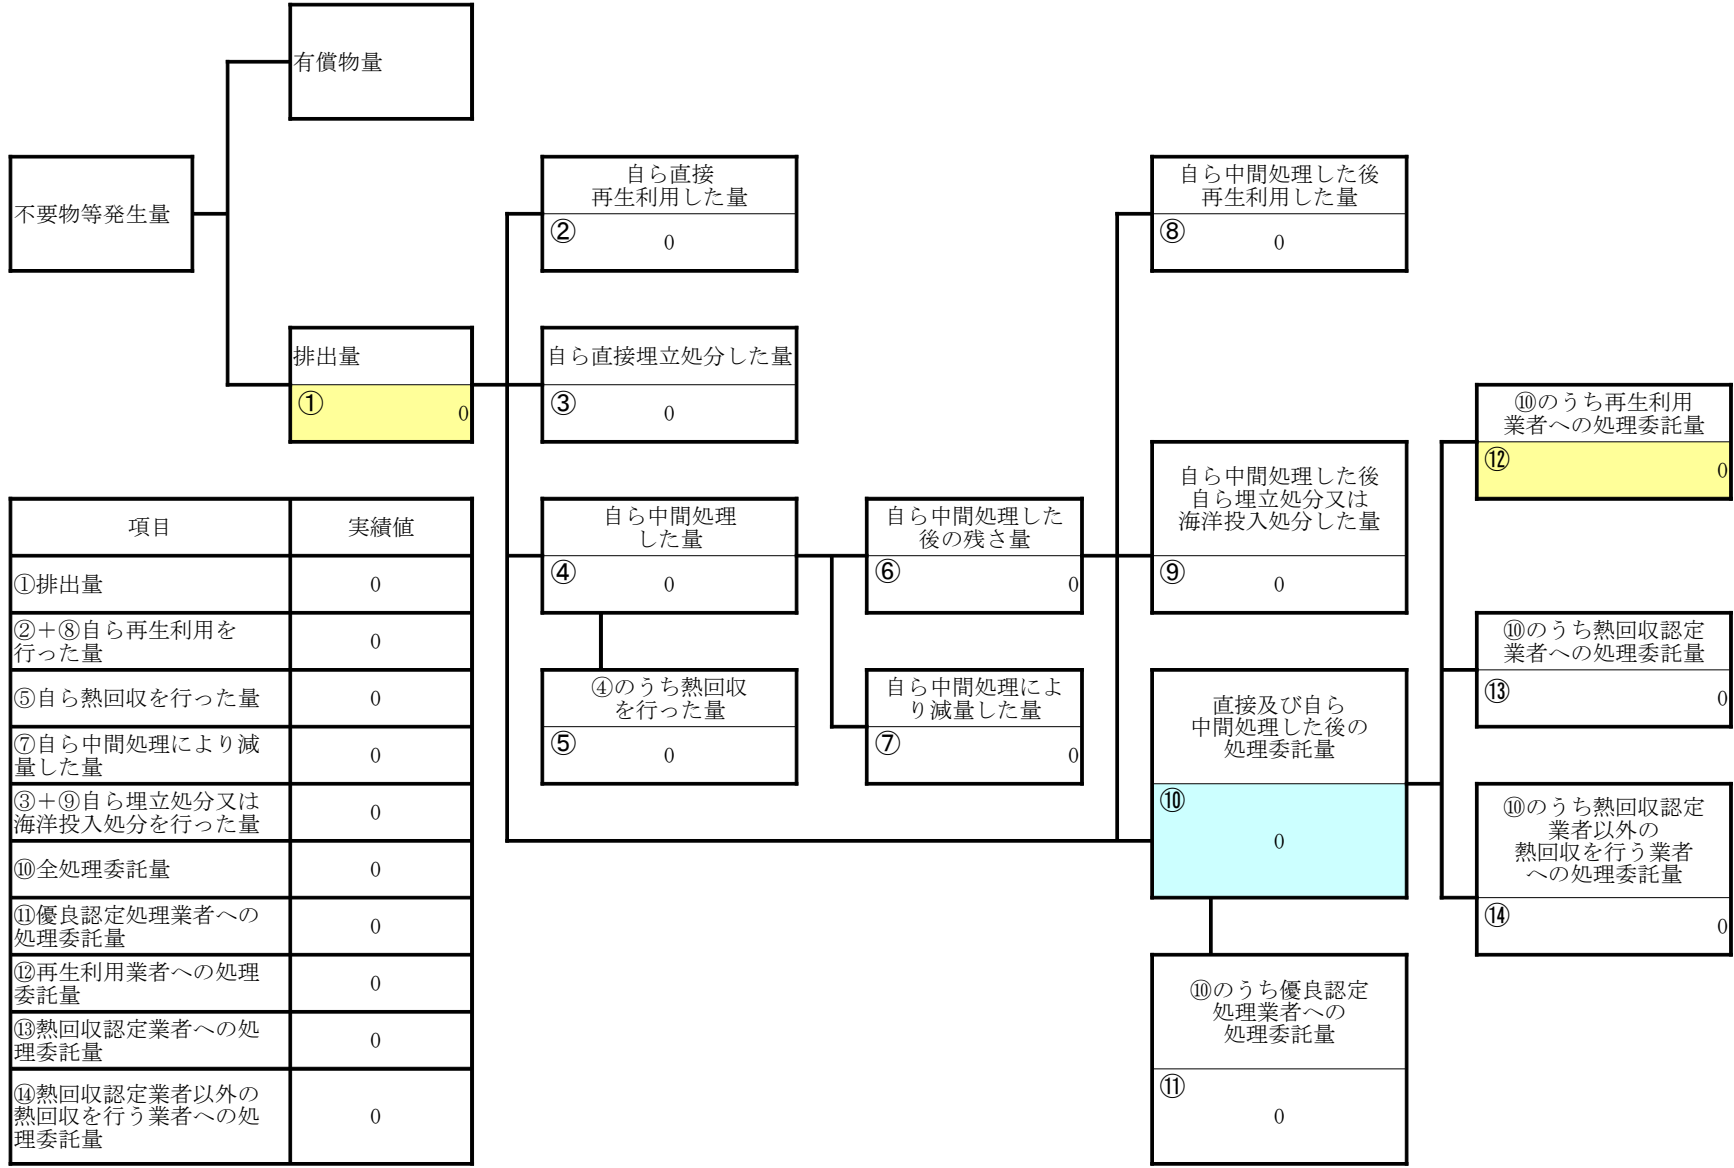 有償物量
不要物等発生量
自ら直接
再生利用した量
②
0
自ら中間処理した後
再生利用した量
⑧
0
排出量
①
0
自ら直接埋立処分した量
③
0
⑩のうち再生利用
業者への処理委託量
⑫
0
自ら中間処理
した量
④
0
自ら中間処理した
後の残さ量
⑥
0
自ら中間処理した後
自ら埋立処分又は
海洋投入処分した量
⑨
0
⑩のうち熱回収認定
業者への処理委託量
⑬
0
④のうち熱回収
を行った量
⑤
0
自ら中間処理によ
り減量した量
⑦
0
直接及び自ら
中間処理した後の
処理委託量
⑩
0
⑩のうち熱回収認定
業者以外の
熱回収を行う業者
への処理委託量
⑭
0
⑩のうち優良認定
処理業者への
処理委託量
⑪
0
項目
実績値
①排出量
0
②＋⑧自ら再生利用を
行った量
0
⑤自ら熱回収を行った量
0
⑦自ら中間処理により減
量した量
0
③＋⑨自ら埋立処分又は
海洋投入処分を行った量
0
⑩全処理委託量
0
⑪優良認定処理業者への
処理委託量
0
⑫再生利用業者への処理
委託量
0
⑬熱回収認定業者への処
理委託量
0
⑭熱回収認定業者以外の
熱回収を行う業者への処
理委託量
0